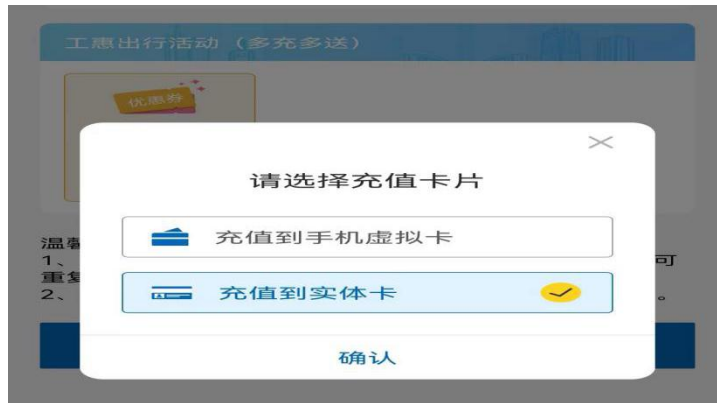 工惠出行活动（多充多送）
优惠券
请选择充值卡片
充值到手机虚拟卡
温馨
1、
可
重复
充值到实体卡
2、
。
确认